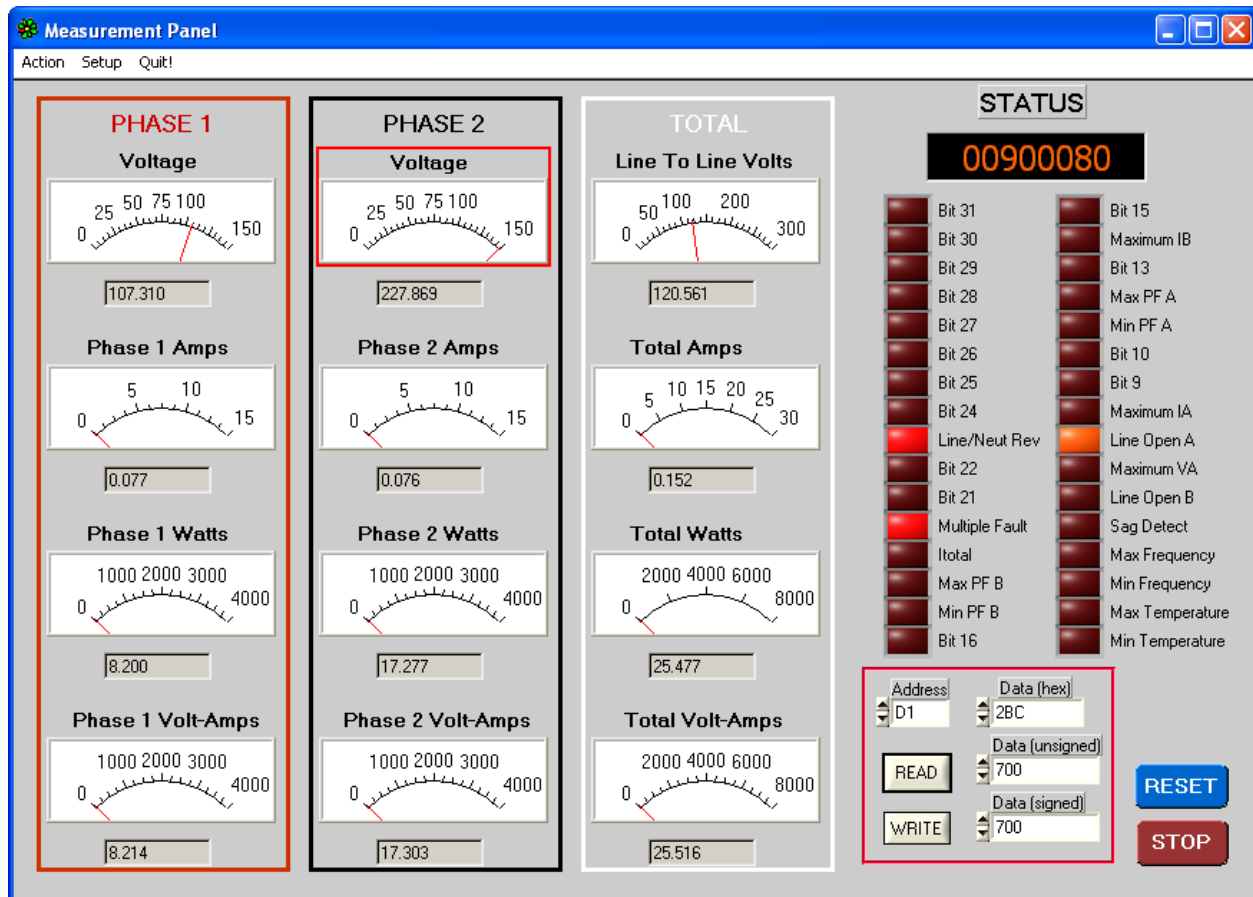 Measurement Panel
Action Setup Quit!
PHASE 1
Voltage
0 25 50 75 100 150
107.310
Phase 1 Amps
0 5 10 15
0.077
Phase 1 Watts
0 1000 2000 3000 4000
8.200
Phase 1 Volt-Amps
0 1000 2000 3000 4000
8.214
PHASE 2
Voltage
0 25 50 75 100 150
227.869
Phase 2 Amps
0 5 10 15
0.076
Phase 2 Watts
0 1000 2000 3000 4000
17.277
Phase 2 Volt-Amps
0 1000 2000 3000 4000
17.303
TOTAL
Line To Line Volts
0 50 100 200 300
120.561
Total Amps
0 5 10 15 20 25 30
0.152
Total Watts
0 2000 4000 6000 8000
25.477
Total Volt-Amps
0 2000 4000 6000 8000
25.516
STATUS
00900080
Bit 31
Bit 30
Bit 29
Bit 28
Bit 27
Bit 26
Bit 25
Bit 24
Line/Neut Rev
Bit 22
Bit 21
Multiple Fault
Itotal
Max PF B
Min PF B
Bit 16
Bit 15
Maximum IB
Bit 13
Max PF A
Min PF A
Bit 10
Bit 9
Maximum IA
Line Open A
Maximum VA
Line Open B
Sag Detect
Max Frequency
Min Frequency
Max Temperature
Min Temperature
Address
D1
Data (hex)
2BC
READ
Data (unsigned)
700
WRITE
Data (signed)
700
RESET
STOP